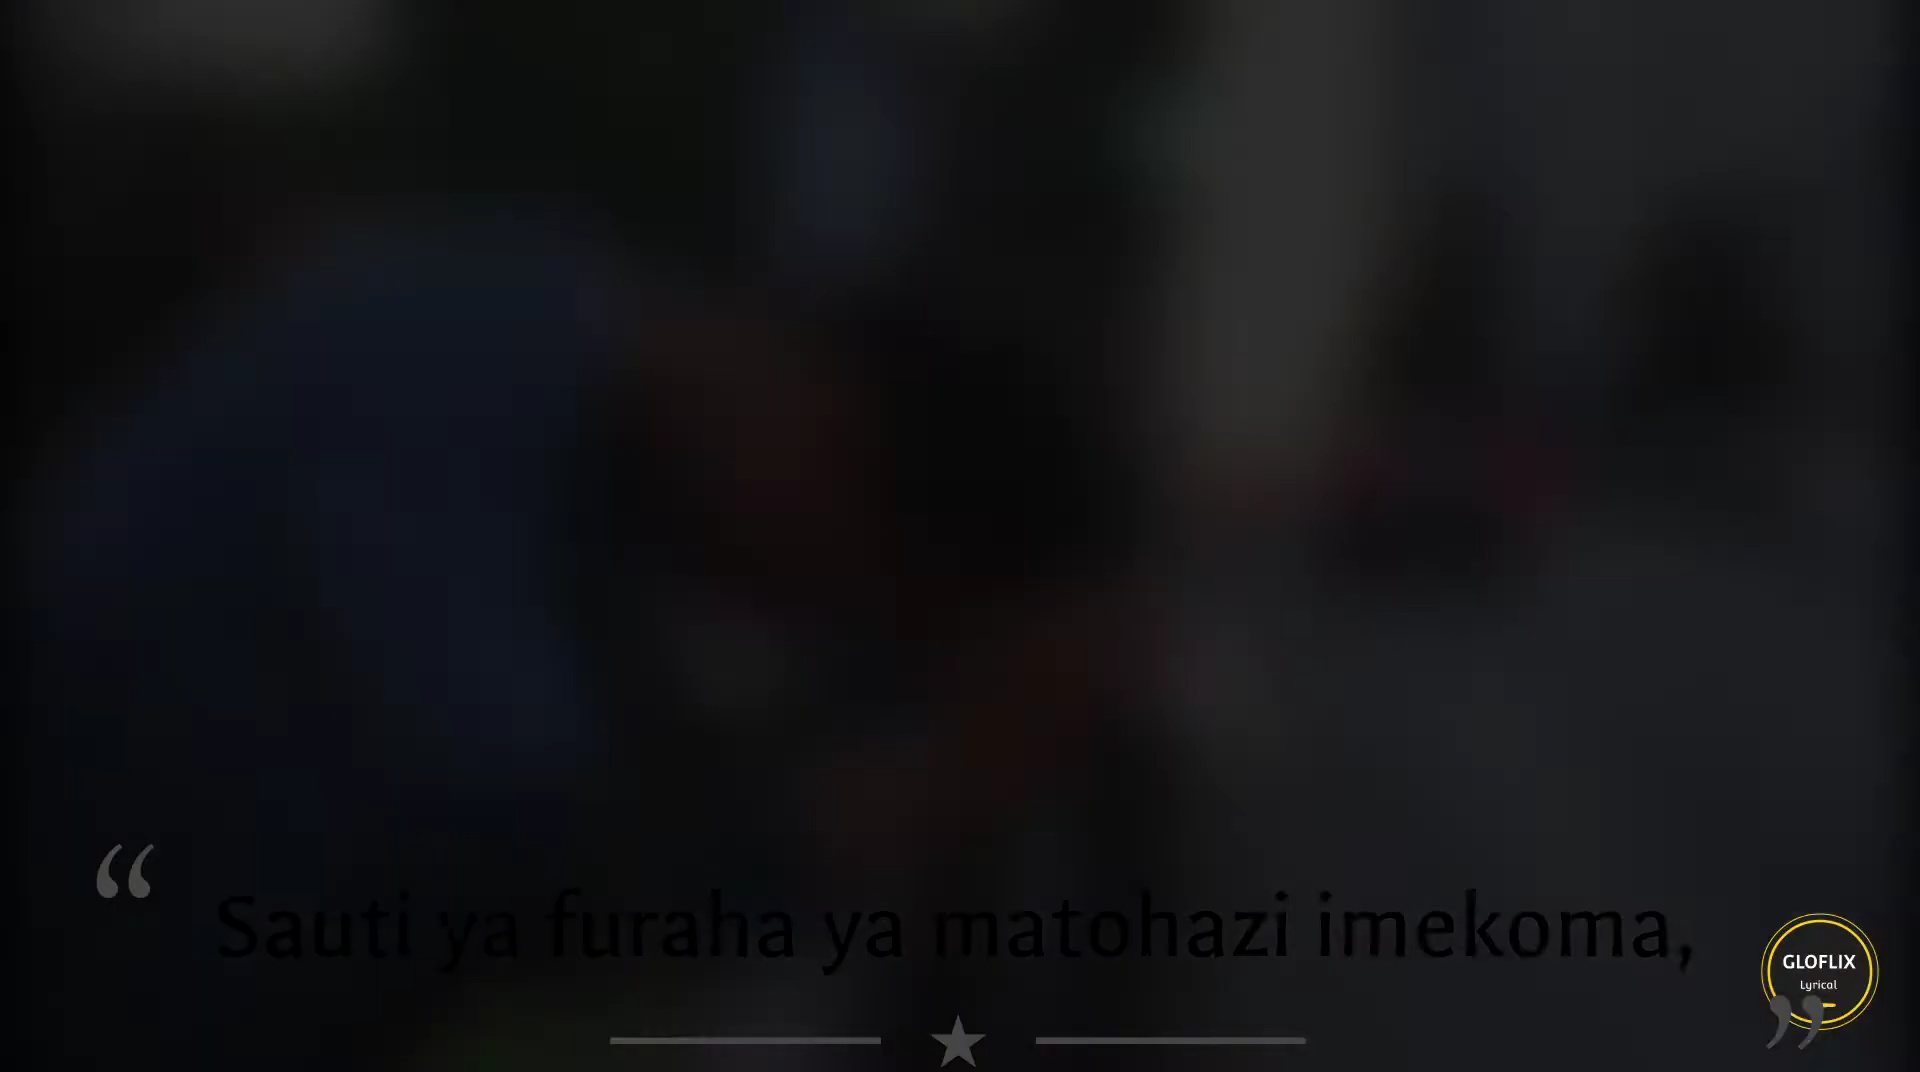 “
Sauti ya furaha ya matohazi imekoma,
GLOFLIX
Lyrical
”